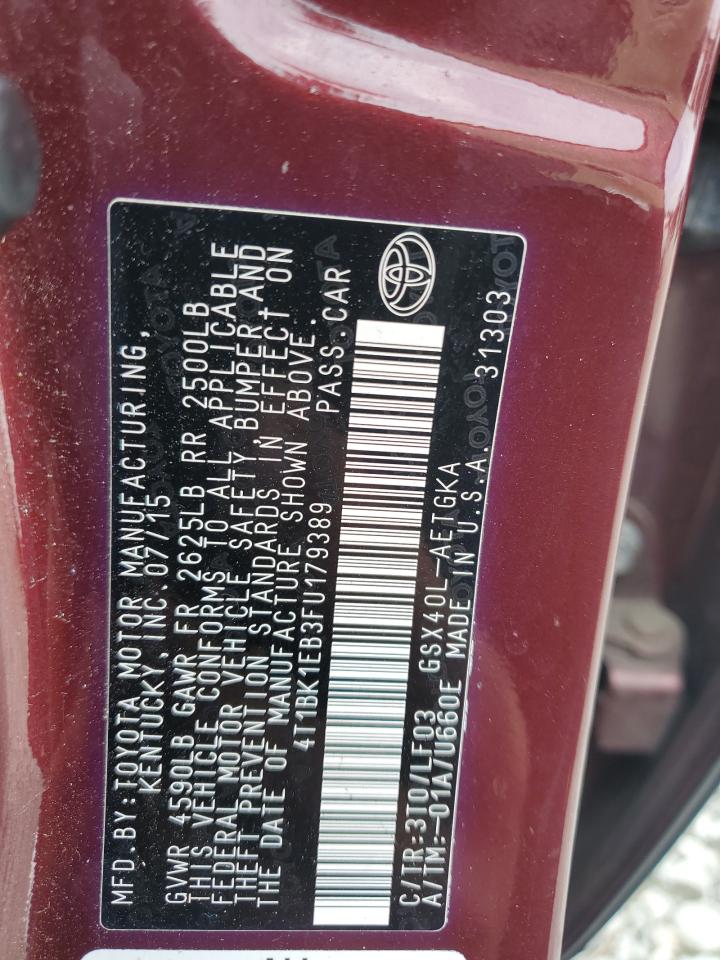 MFD.BY:TOYOTA MOTOR MANUFACTURING,
KENTUCKY, INC. 07/15
GVWR 4590LB GAWR FR 2625LB RR 2500LB
THIS VEHICLE CONFORMS TO ALL APPLICABLE
FEDERAL MOTOR VEHICLE SAFETY, BUMPER, AND
THEFT PREVENTION STANDARDS IN EFFECT ON
THE DATE OF MANUFACTURE SHOWN ABOVE.
4T1BK1EB3FU179389 PASS.CAR
C/TR:3T0/LF03 GSX40L-AETGKA
A/TM:-01A/U660E MADE IN U.S.A. 31303